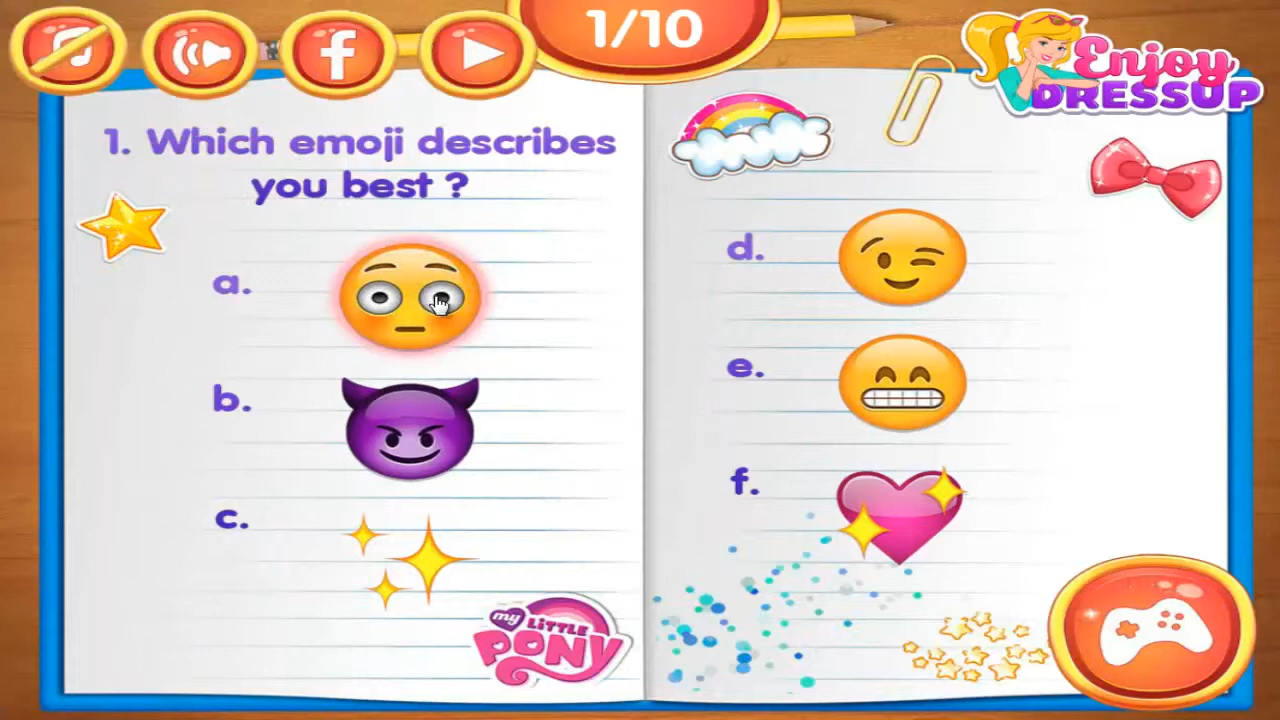 1/10
Enjoy
DRESSUP
1. Which emoji describes
you best ?
a.
b.
c.
d.
e.
f.
my LiTTLE
PONY